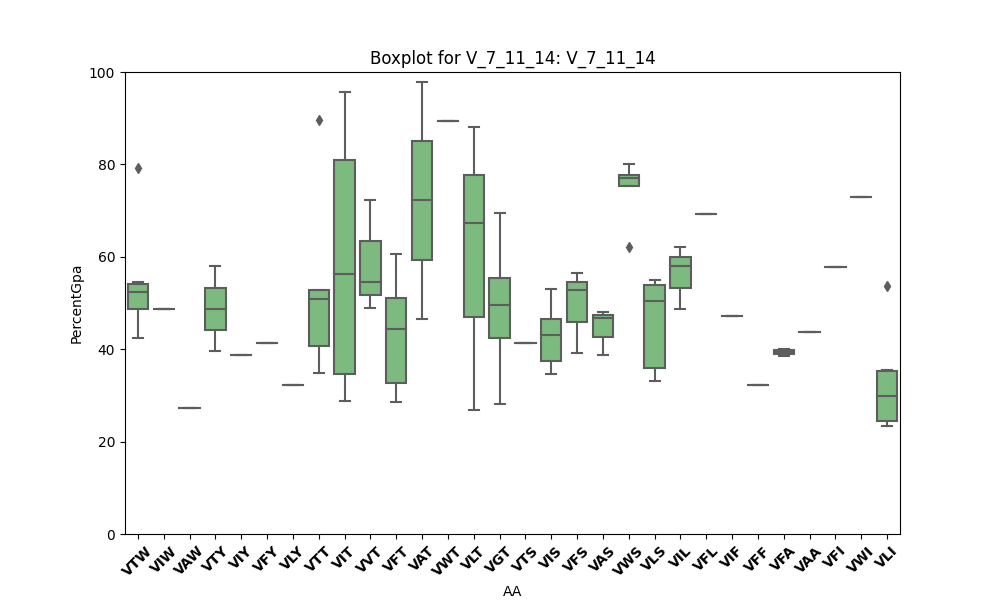 Boxplot for V_7_11_14: V_7_11_14
PercentGpa
100
80
60
40
20
0
VTW VIW VAW VTY VIY VFY VLY VTT VIT VVT VFT VAT VWT VLT VGT VTS VIS VFS VAS VWS VLS VIL VFL VIF VFF VFA VAA VFI VWI VLI
AA